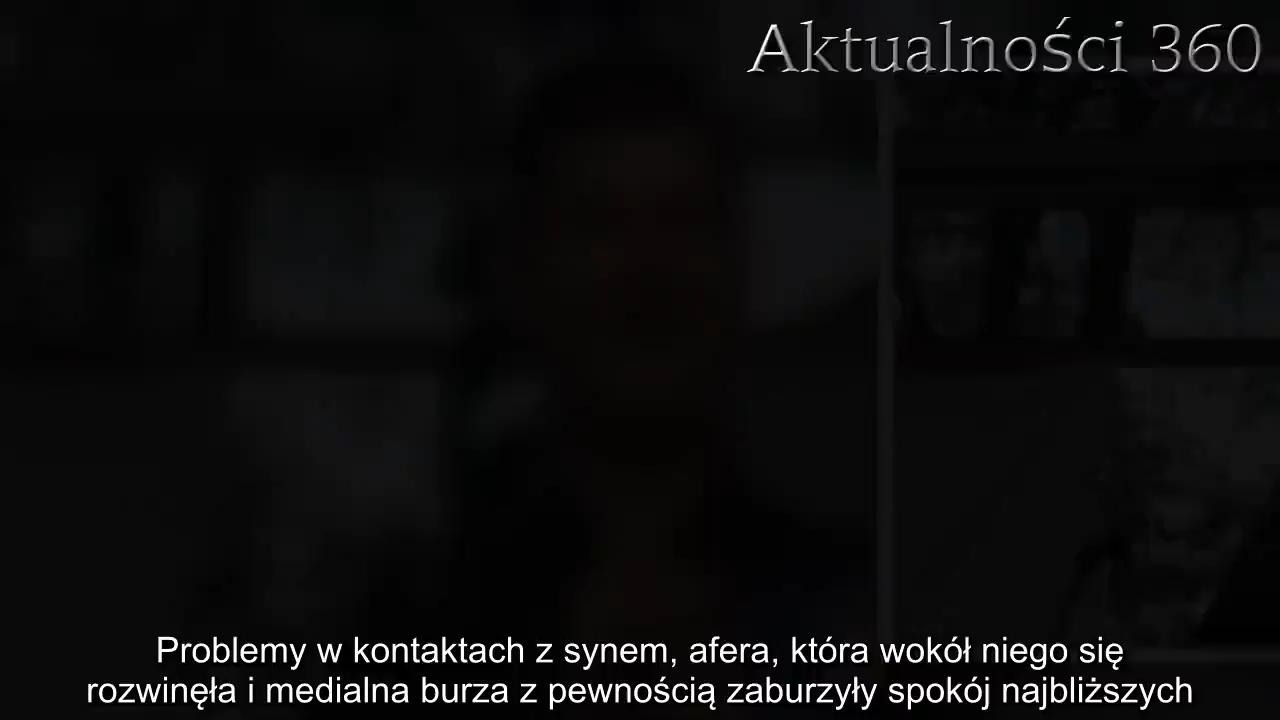 Aktualności 360
Problemy w kontaktach z synem, afera, która wokół niego się
rozwinęła i medialna burza z pewnością zaburzyły spokój najbliższych